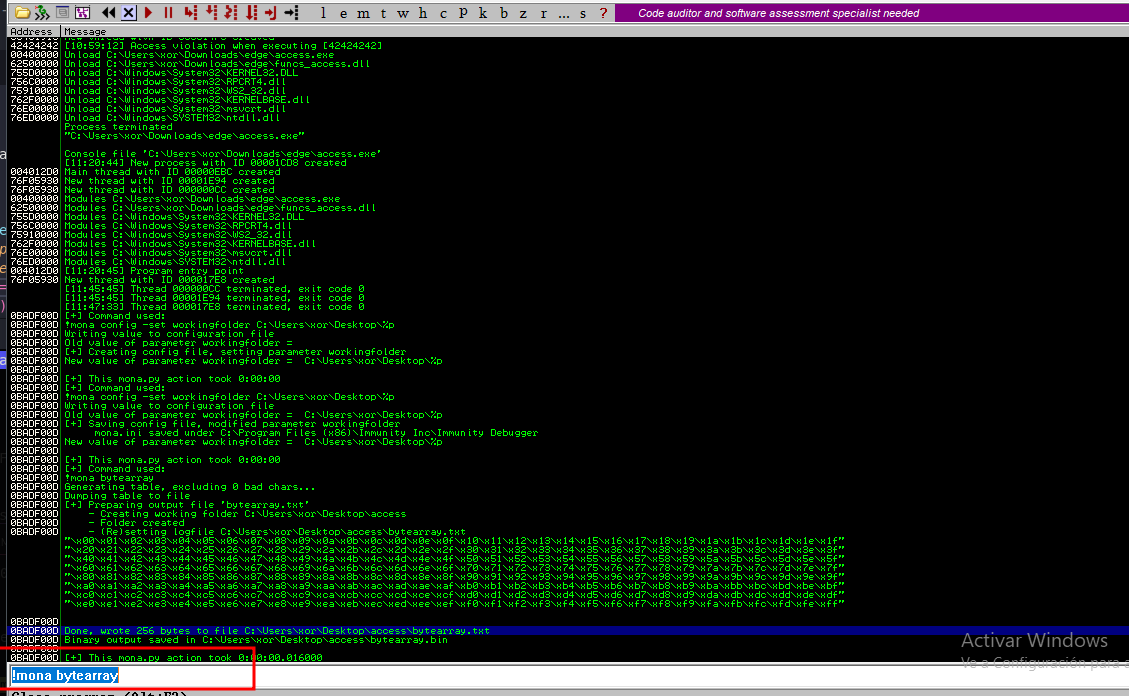 l e m t w h c p k b z r ... s ? Code auditor and software assessment specialist needed
Address Message
42424242 [10:59:12] Access violation when executing [42424242]
00400000 Unload C:\Users\xor\Downloads\edge\access.exe
62500000 Unload C:\Users\xor\Downloads\edge\funcs_access.dll
755D0000 Unload C:\Windows\System32\KERNEL32.DLL
756C0000 Unload C:\Windows\System32\RPCRT4.dll
75910000 Unload C:\Windows\System32\WS2_32.dll
762F0000 Unload C:\Windows\System32\KERNELBASE.dll
76E00000 Unload C:\Windows\System32\msvcrt.dll
76ED0000 Unload C:\Windows\SYSTEM32\ntdll.dll
Process terminated
"C:\Users\xor\Downloads\edge\access.exe"
Console file 'C:\Users\xor\Downloads\edge\access.exe'
[11:20:44] New process with ID 00001CD8 created
004012D0 Main thread with ID 00000EBC created
76F05930 New thread with ID 00001E94 created
76F05930 New thread with ID 000000CC created
00400000 Modules C:\Users\xor\Downloads\edge\access.exe
62500000 Modules C:\Users\xor\Downloads\edge\funcs_access.dll
755D0000 Modules C:\Windows\System32\KERNEL32.DLL
756C0000 Modules C:\Windows\System32\RPCRT4.dll
75910000 Modules C:\Windows\System32\WS2_32.dll
762F0000 Modules C:\Windows\System32\KERNELBASE.dll
76E00000 Modules C:\Windows\System32\msvcrt.dll
76ED0000 Modules C:\Windows\SYSTEM32\ntdll.dll
004012D0 [11:20:45] Program entry point
76F05930 New thread with ID 000017E8 created
[11:45:45] Thread 000000CC terminated, exit code 0
[11:45:45] Thread 00001E94 terminated, exit code 0
[11:47:33] Thread 000017E8 terminated, exit code 0
0BADF00D [+] Command used:
0BADF00D !mona config -set workingfolder C:\Users\xor\Desktop\%p
0BADF00D Writing value to configuration file
0BADF00D Old value of parameter workingfolder =
0BADF00D [+] Creating config file, setting parameter workingfolder
0BADF00D New value of parameter workingfolder =  C:\Users\xor\Desktop\%p
0BADF00D
0BADF00D [+] This mona.py action took 0:00:00
0BADF00D [+] Command used:
0BADF00D !mona config -set workingfolder C:\Users\xor\Desktop\%p
0BADF00D Writing value to configuration file
0BADF00D Old value of parameter workingfolder =  C:\Users\xor\Desktop\%p
0BADF00D [+] Saving config file, modified parameter workingfolder
0BADF00D mona.ini saved under C:\Program Files (x86)\Immunity Inc\Immunity Debugger
0BADF00D New value of parameter workingfolder =  C:\Users\xor\Desktop\%p
0BADF00D
0BADF00D [+] This mona.py action took 0:00:00
0BADF00D [+] Command used:
0BADF00D !mona bytearray
0BADF00D Generating table, excluding 0 bad chars...
0BADF00D Dumping table to file
0BADF00D [+] Preparing output file 'bytearray.txt'
0BADF00D - Creating working folder C:\Users\xor\Desktop\access
0BADF00D - Folder created
0BADF00D - (Re)setting logfile C:\Users\xor\Desktop\access\bytearray.txt
"\x00\x01\x02\x03\x04\x05\x06\x07\x08\x09\x0a\x0b\x0c\x0d\x0e\x0f\x10\x11\x12\x13\x14\x15\x16\x17\x18\x19\x1a\x1b\x1c\x1d\x1e\x1f"
"\x20\x21\x22\x23\x24\x25\x26\x27\x28\x29\x2a\x2b\x2c\x2d\x2e\x2f\x30\x31\x32\x33\x34\x35\x36\x37\x38\x39\x3a\x3b\x3c\x3d\x3e\x3f"
"\x40\x41\x42\x43\x44\x45\x46\x47\x48\x49\x4a\x4b\x4c\x4d\x4e\x4f\x50\x51\x52\x53\x54\x55\x56\x57\x58\x59\x5a\x5b\x5c\x5d\x5e\x5f"
"\x60\x61\x62\x63\x64\x65\x66\x67\x68\x69\x6a\x6b\x6c\x6d\x6e\x6f\x70\x71\x72\x73\x74\x75\x76\x77\x78\x79\x7a\x7b\x7c\x7d\x7e\x7f"
"\x80\x81\x82\x83\x84\x85\x86\x87\x88\x89\x8a\x8b\x8c\x8d\x8e\x8f\x90\x91\x92\x93\x94\x95\x96\x97\x98\x99\x9a\x9b\x9c\x9d\x9e\x9f"
"\xa0\xa1\xa2\xa3\xa4\xa5\xa6\xa7\xa8\xa9\xaa\xab\xac\xad\xae\xaf\xb0\xb1\xb2\xb3\xb4\xb5\xb6\xb7\xb8\xb9\xba\xbb\xbc\xbd\xbe\xbf"
"\xc0\xc1\xc2\xc3\xc4\xc5\xc6\xc7\xc8\xc9\xca\xcb\xcc\xcd\xce\xcf\xd0\xd1\xd2\xd3\xd4\xd5\xd6\xd7\xd8\xd9\xda\xdb\xdc\xdd\xde\xdf"
"\xe0\xe1\xe2\xe3\xe4\xe5\xe6\xe7\xe8\xe9\xea\xeb\xec\xed\xee\xef\xf0\xf1\xf2\xf3\xf4\xf5\xf6\xf7\xf8\xf9\xfa\xfb\xfc\xfd\xfe\xff"
0BADF00D
0BADF00D Done, wrote 256 bytes to file C:\Users\xor\Desktop\access\bytearray.txt
0BADF00D Binary output saved in C:\Users\xor\Desktop\access\bytearray.bin
0BADF00D
0BADF00D [+] This mona.py action took 0:00:00.016000
Activar Windows
Ve a Configuración para
!mona bytearray